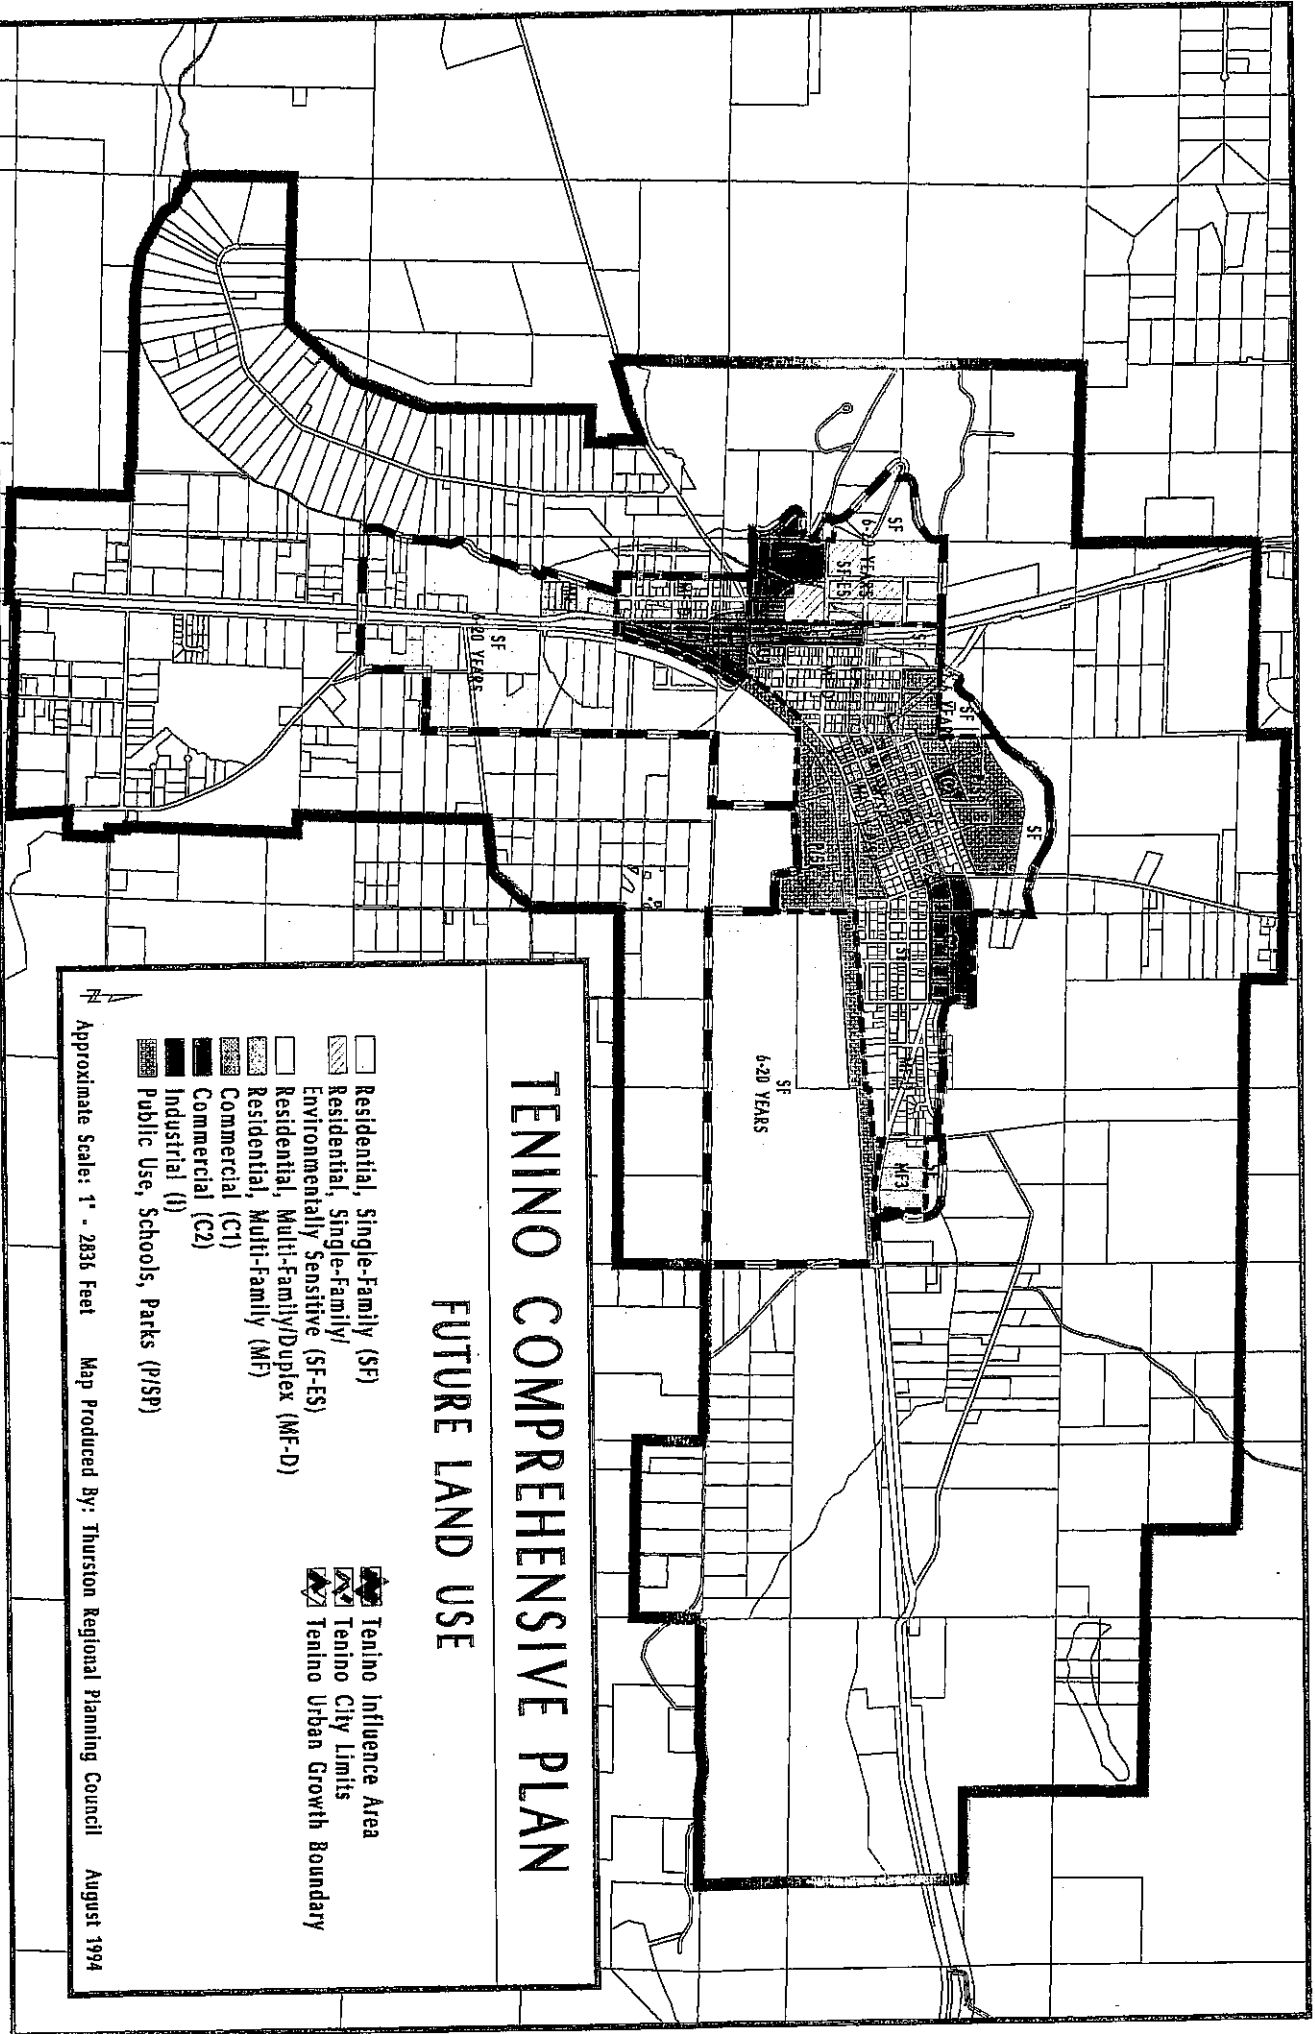 TENINO COMPREHENSIVE PLAN
FUTURE LAND USE
Residential, Single-Family (SF)
Residential, Single-Family/
Environmentally Sensitive (SF-ES)
Residential, Multi-Family/Duplex (MF-D)
Residential, Multi-Family (MF)
Commercial (C1)
Commercial (C2)
Industrial (I)
Public Use, Schools, Parks (P/SP)
Tenino Influence Area
Tenino City Limits
Tenino Urban Growth Boundary
N
Approximate Scale: 1" - 2836 Feet
Map Produced By: Thurston Regional Planning Council
August 1994
SF
SF-ES
SF
SF
SF
6-20 YEARS
SF
6-20 YEARS
MF3
P/SP